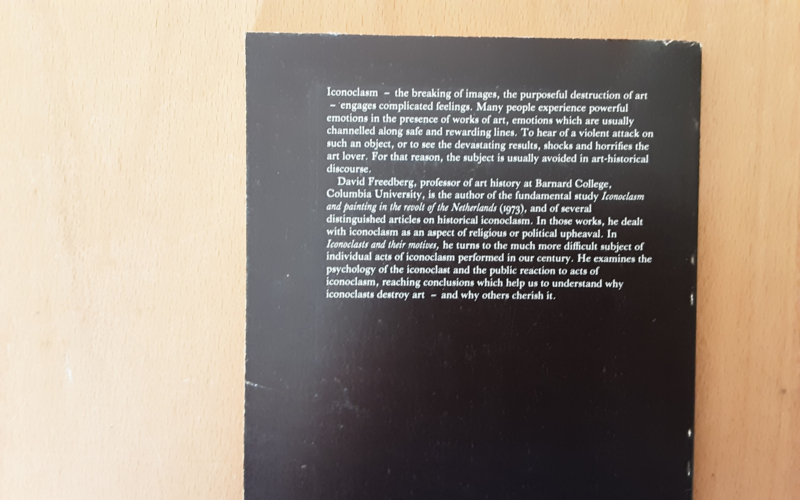 Iconoclasm – the breaking of images, the purposeful destruction of art
– engages complicated feelings. Many people experience powerful
emotions in the presence of works of art, emotions which are usually
channelled along safe and rewarding lines. To hear of a violent attack on
such an object, or to see the devastating results, shocks and horrifies the
art lover. For that reason, the subject is usually avoided in art-historical
discourse.
David Freedberg, professor of art history at Barnard College,
Columbia University, is the author of the fundamental study Iconoclasm
and painting in the revolt of the Netherlands (1973), and of several
distinguished articles on historical iconoclasm. In those works, he dealt
with iconoclasm as an aspect of religious or political upheaval. In
Iconoclasts and their motives, he turns to the much more difficult subject of
individual acts of iconoclasm performed in our century. He examines the
psychology of the iconoclast and the public reaction to acts of
iconoclasm, reaching conclusions which help us to understand why
iconoclasts destroy art – and why others cherish it.